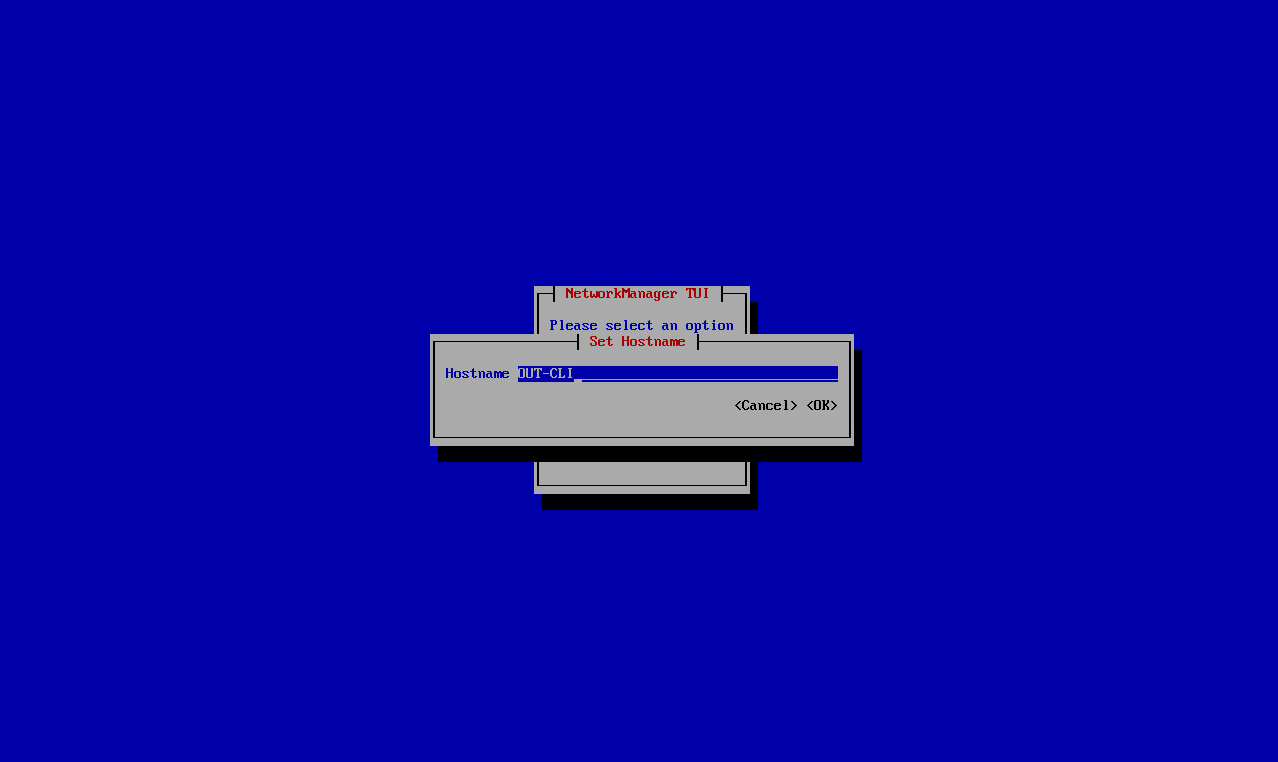 NetworkManager TUI
Please select an option
Set Hostname
Hostname OUT-CLI
<Cancel> <OK>